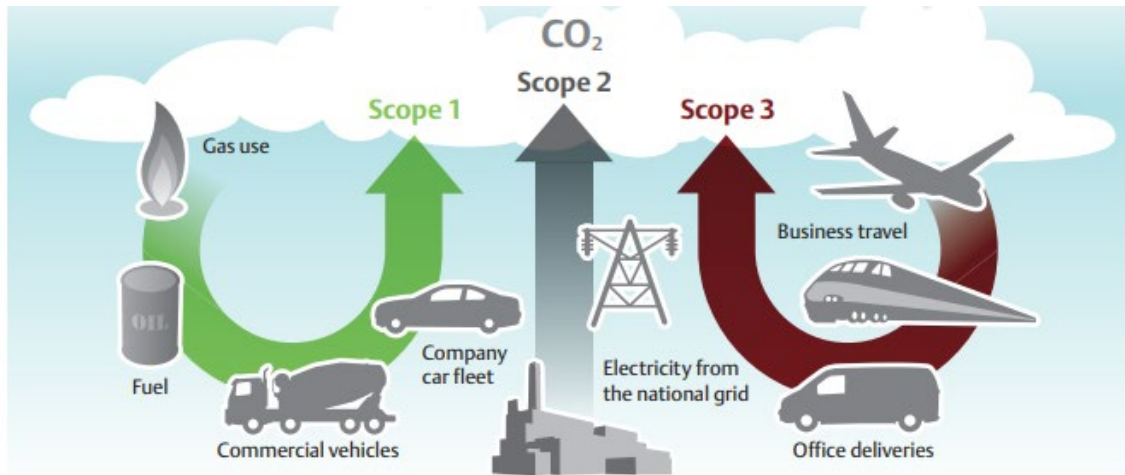 CO₂
Scope 1
Scope 2
Scope 3
Gas use
Business travel
OIL
Fuel
Company
car fleet
Electricity from
the national grid
Commercial vehicles
Office deliveries